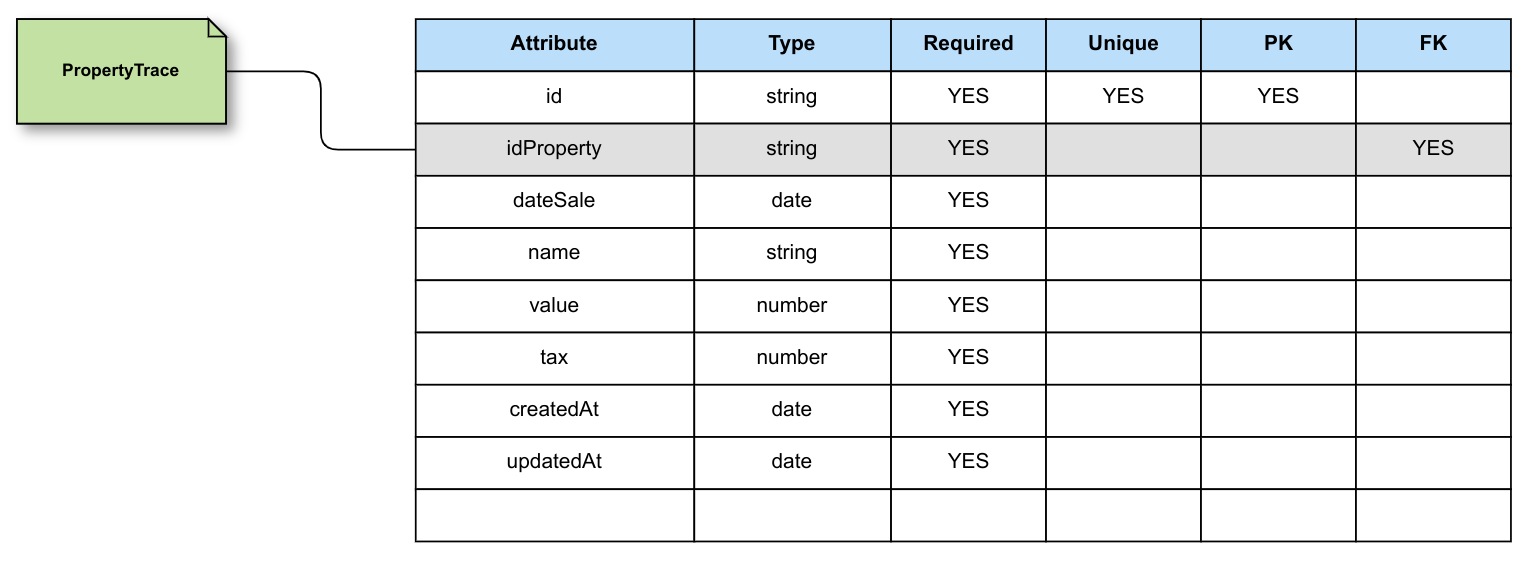 PropertyTrace
Attribute Type Required Unique PK FK
id string YES YES YES
idProperty string YES YES
dateSale date YES
name string YES
value number YES
tax number YES
createdAt date YES
updatedAt date YES